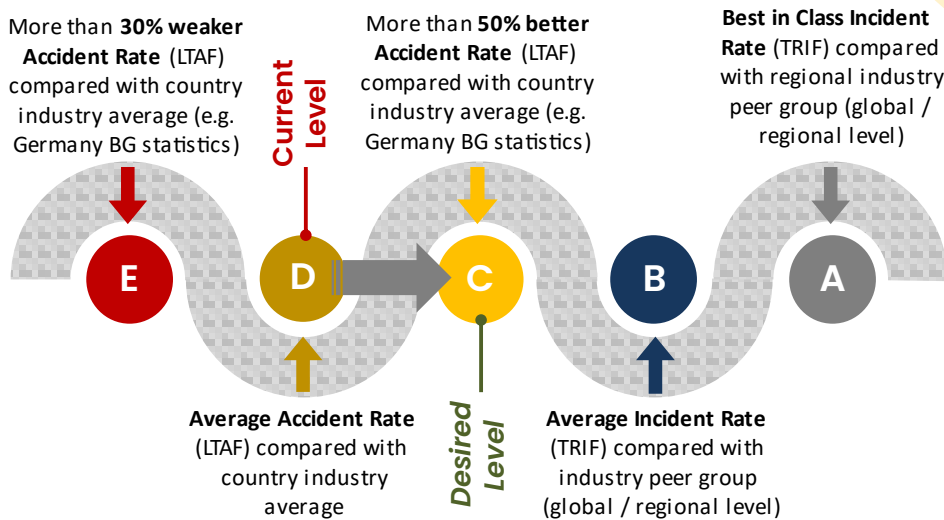 More than 30% weaker
Accident Rate (LTAF)
compared with country
industry average (e.g.
Germany BG statistics)
Current
Level
More than 50% better
Accident Rate (LTAF)
compared with country
industry average (e.g.
Germany BG statistics)
Best in Class Incident
Rate (TRIF) compared
with regional industry
peer group (global /
regional level)
E
D
C
B
A
Average Accident Rate
(LTAF) compared with
country industry
average
Desired
Level
Average Incident Rate
(TRIF) compared with
industry peer group
(global / regional level)